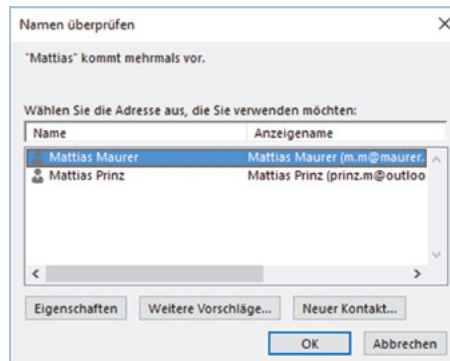 Namen überprüfen
"Mattias" kommt mehrmals vor.
Wählen Sie die Adresse aus, die Sie verwenden möchten:
Name Anzeigename
Mattias Maurer Mattias Maurer (m.m@maurer.
Mattias Prinz Mattias Prinz (prinz.m@outloo
Eigenschaften Weitere Vorschläge... Neuer Kontakt...
OK Abbrechen